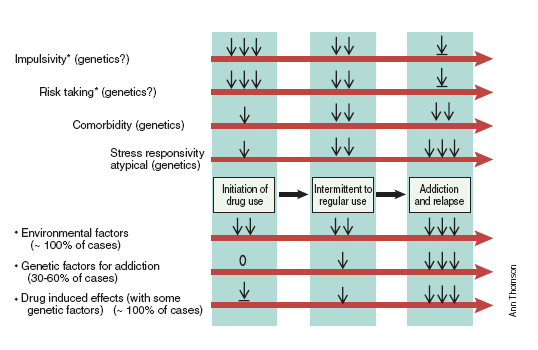 Impulsivity* (genetics?)
Risk taking* (genetics?)
Comorbidity (genetics)
Stress responsivity
atypical (genetics)
Initiation of
drug use
Intermittent to
regular use
Addiction
and relapse
• Environmental factors
(~ 100% of cases)
• Genetic factors for addiction
(30-60% of cases)
0
• Drug induced effects (with some
genetic factors) (~ 100% of cases)
Ann Thomson